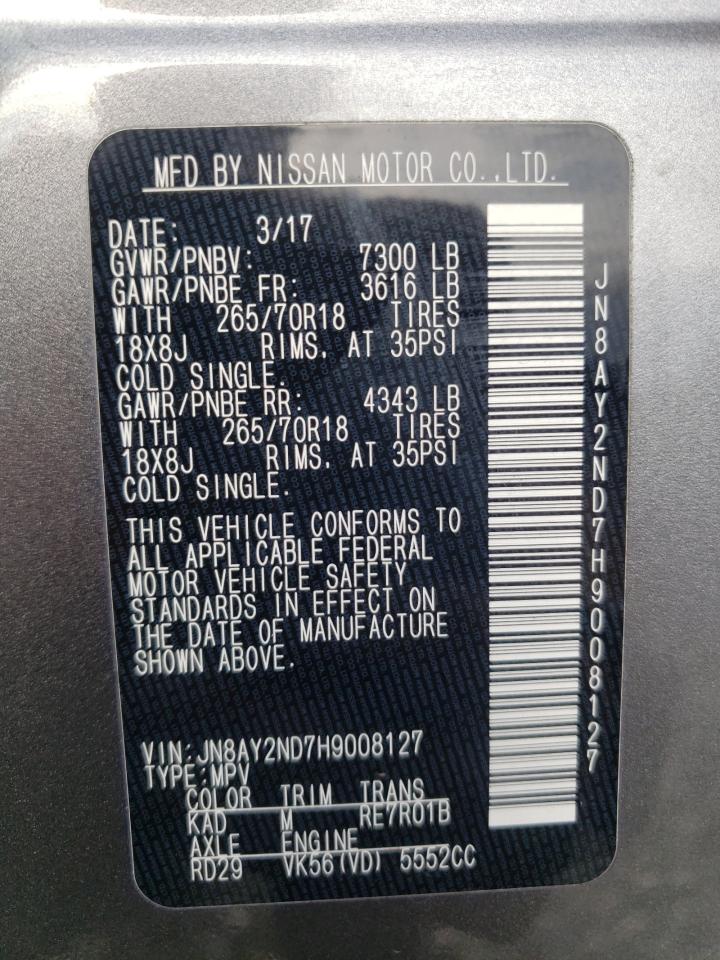 MFD BY NISSAN MOTOR CO.,LTD.
DATE: 3/17
GVWR/PNBV: 7300 LB
GAWR/PNBE FR: 3616 LB
WITH 265/70R18 TIRES
18X8J RIMS, AT 35PSI
COLD SINGLE.
GAWR/PNBE RR: 4343 LB
WITH 265/70R18 TIRES
18X8J RIMS, AT 35PSI
COLD SINGLE.
THIS VEHICLE CONFORMS TO
ALL APPLICABLE FEDERAL
MOTOR VEHICLE SAFETY
STANDARDS IN EFFECT ON
THE DATE OF MANUFACTURE
SHOWN ABOVE.
VIN:JN8AY2ND7H9008127
TYPE:MPV
COLOR TRIM TRANS
KAD M RE7R01B
AXLE ENGINE
RD29 VK56(VD) 5552CC
JN8AY2ND7H9008127